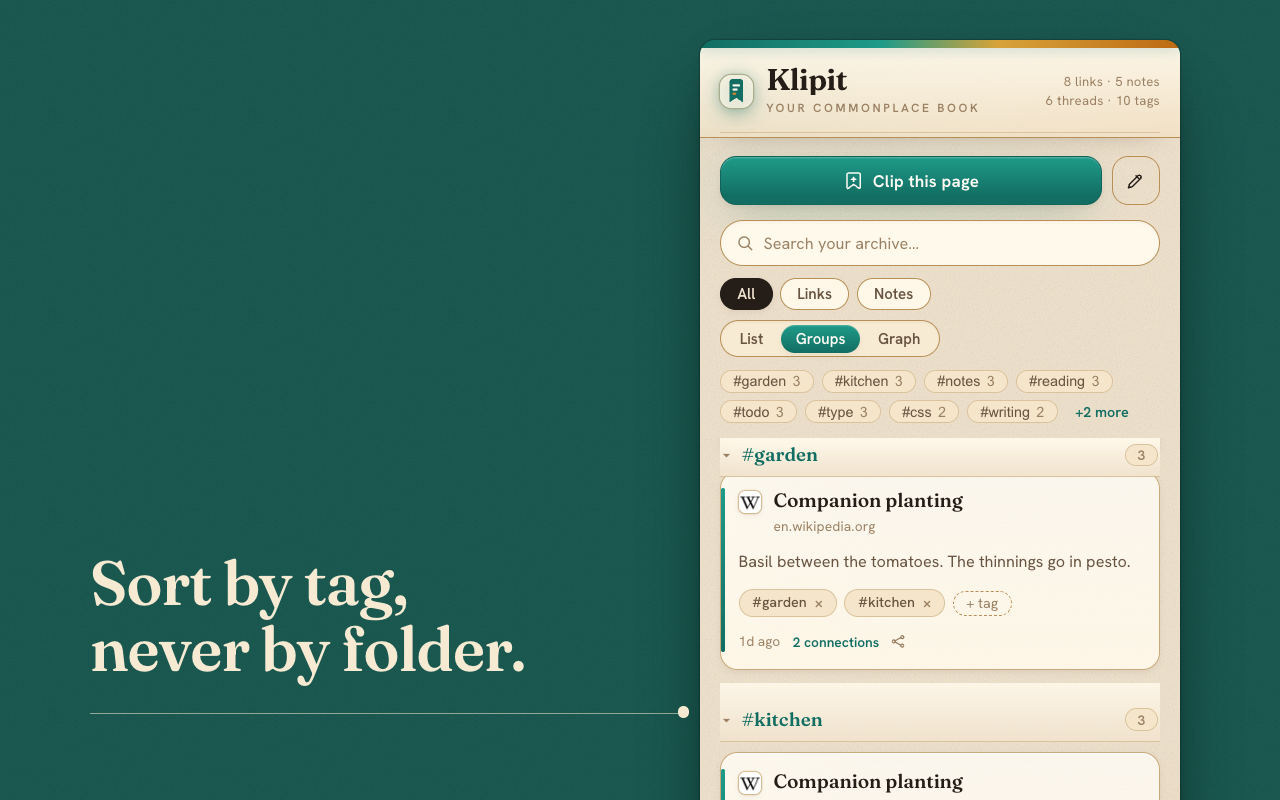 Sort by tag,
never by folder.
Klipit
YOUR COMMONPLACE BOOK
8 links · 5 notes
6 threads · 10 tags
Clip this page
Search your archive…
All
Links
Notes
List
Groups
Graph
#garden 3
#kitchen 3
#notes 3
#reading 3
#todo 3
#type 3
#css 2
#writing 2
+2 more
#garden
3
W
Companion planting
en.wikipedia.org
Basil between the tomatoes. The thinnings go in pesto.
#garden ×
#kitchen ×
+ tag
1d ago
2 connections
#kitchen
3
W
Companion planting